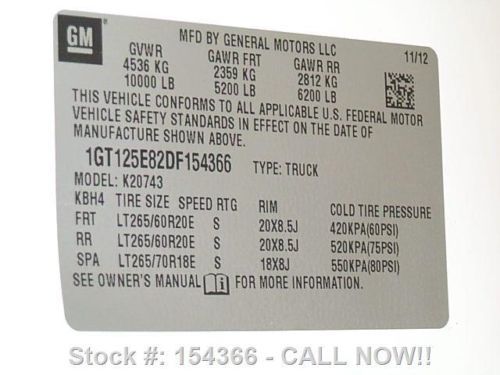 GM
MFD BY GENERAL MOTORS LLC
GVWR GAWR FRT GAWR RR 11/12
4536 KG 2359 KG 2812 KG
10000 LB 5200 LB 6200 LB
THIS VEHICLE CONFORMS TO ALL APPLICABLE U.S. FEDERAL MOTOR
VEHICLE SAFETY STANDARDS IN EFFECT ON THE DATE OF
MANUFACTURE SHOWN ABOVE.
1GT125E82DF154366 TYPE: TRUCK
MODEL: K20743
KBH4 TIRE SIZE SPEED RTG RIM COLD TIRE PRESSURE
FRT LT265/60R20E S 20X8.5J 420KPA(60PSI)
RR LT265/60R20E S 20X8.5J 520KPA(75PSI)
SPA LT265/70R18E S 18X8J 550KPA(80PSI)
SEE OWNER'S MANUAL FOR MORE INFORMATION.
Stock #: 154366 - CALL NOW!!